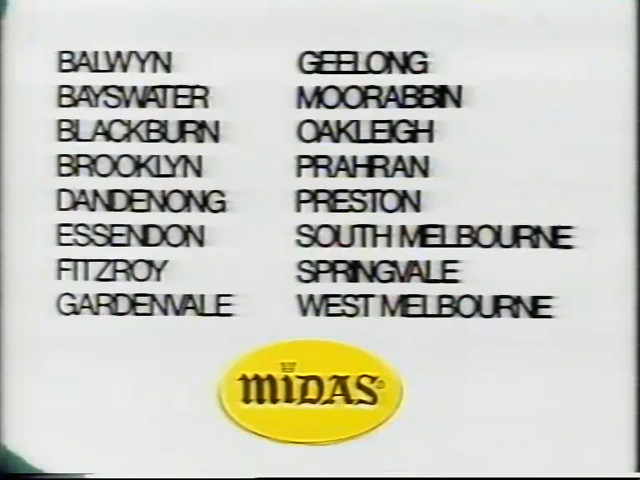 BALWYN
BAYSWATER
BLACKBURN
BROOKLYN
DANDENONG
ESSENDON
FITZROY
GARDENVALE
GEELONG
MOORABBIN
OAKLEIGH
PRAHRAN
PRESTON
SOUTH MELBOURNE
SPRINGVALE
WEST MELBOURNE
MIDAS®